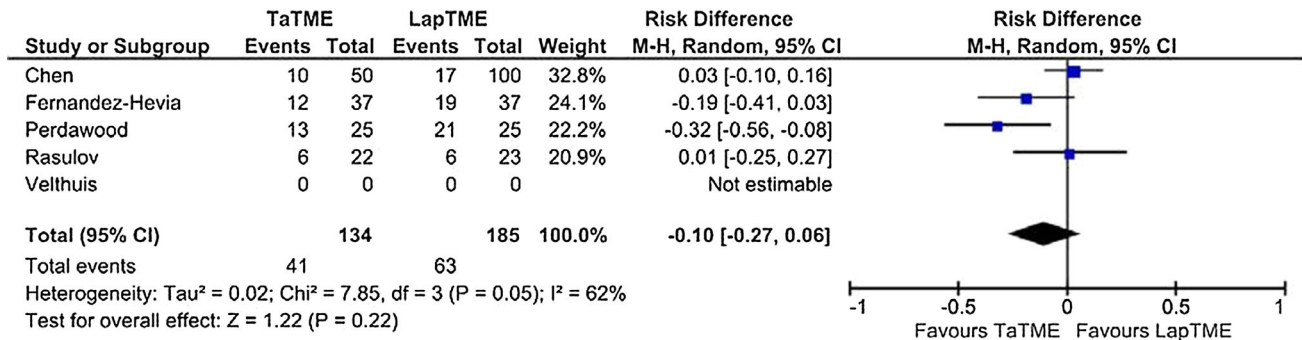 TaTME LapTME Risk Difference Risk Difference
Study or Subgroup Events Total Events Total Weight M-H, Random, 95% CI M-H, Random, 95% CI
Chen 10 50 17 100 32.8% 0.03 [-0.10, 0.16]
Fernandez-Hevia 12 37 19 37 24.1% -0.19 [-0.41, 0.03]
Perdawood 13 25 21 25 22.2% -0.32 [-0.56, -0.08]
Rasulov 6 22 6 23 20.9% 0.01 [-0.25, 0.27]
Velthuis 0 0 0 0 Not estimable
Total (95% CI) 134 185 100.0% -0.10 [-0.27, 0.06]
Total events 41 63
Heterogeneity: Tau² = 0.02; Chi² = 7.85, df = 3 (P = 0.05); I² = 62%
Test for overall effect: Z = 1.22 (P = 0.22)
-1 -0.5 0 0.5 1
Favours TaTME Favours LapTME